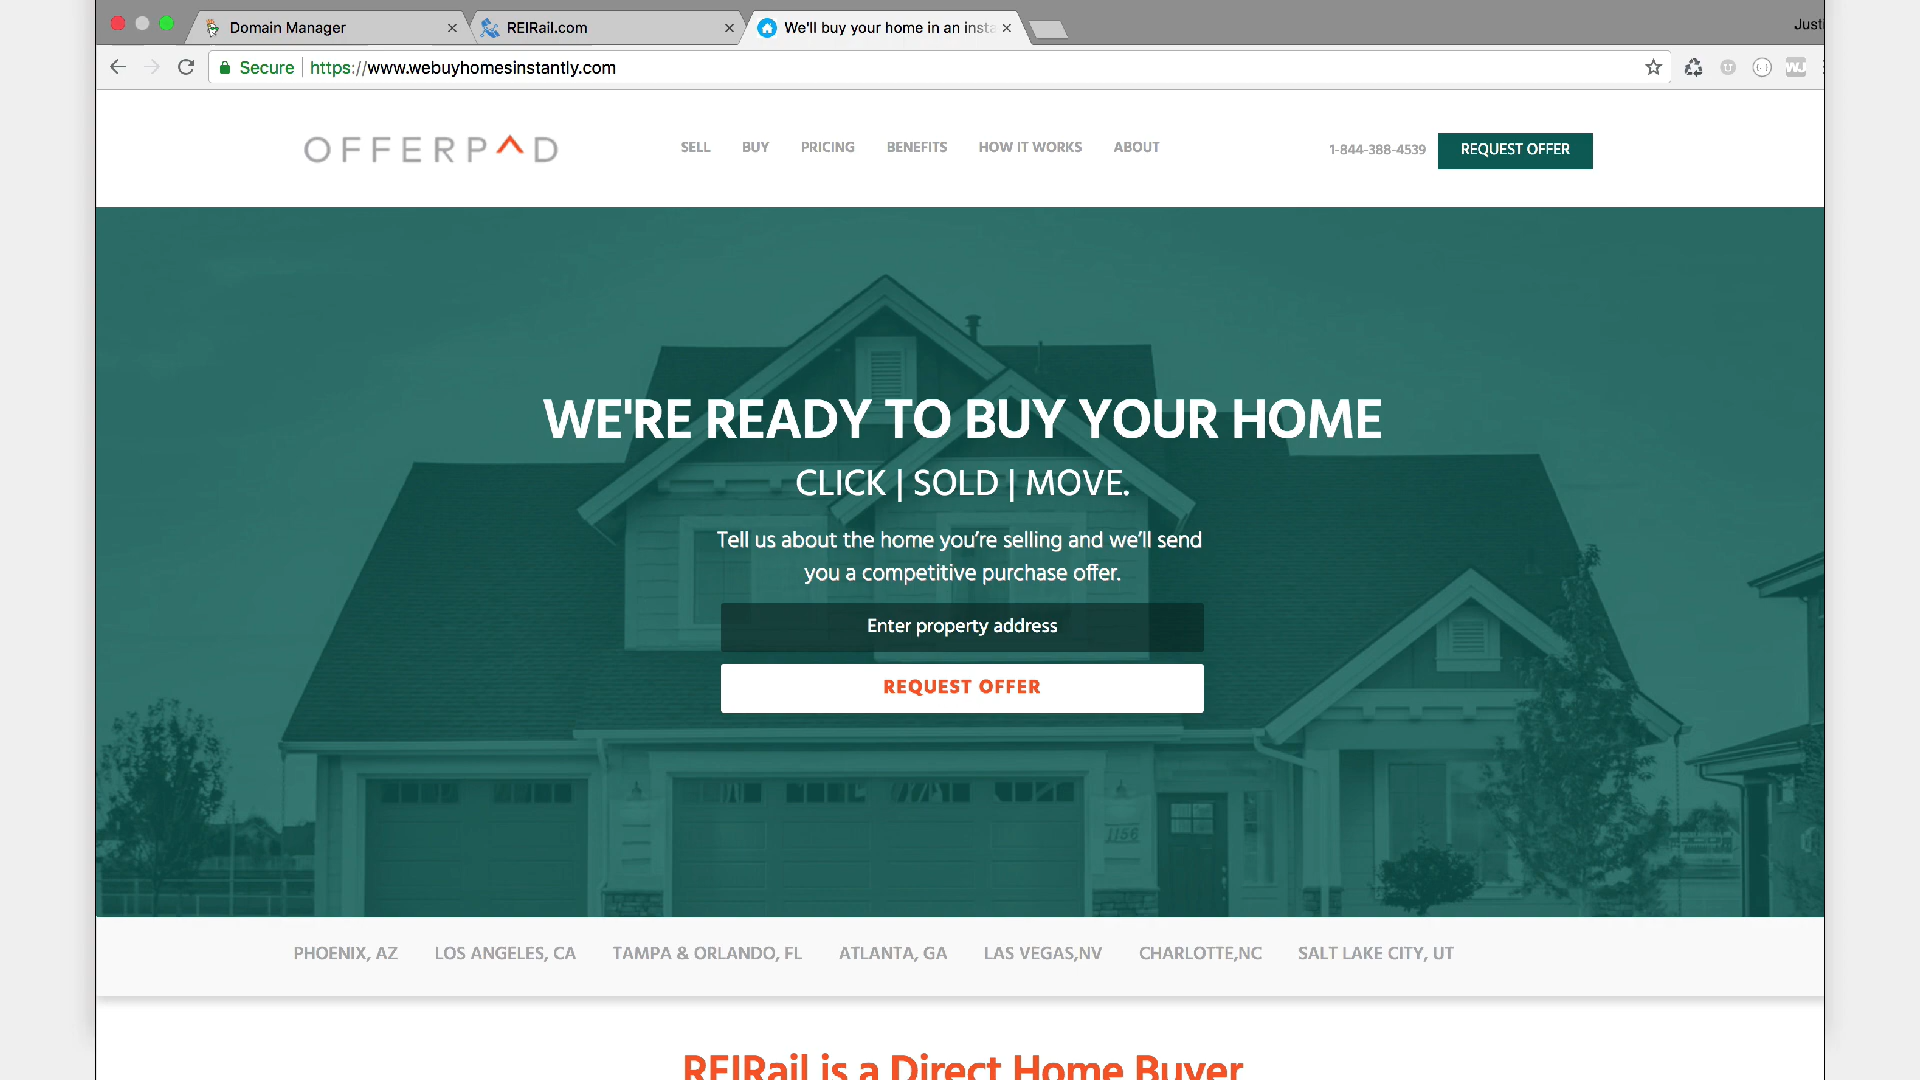 Domain Manager
REIRail.com
We'll buy your home in an insta
Justi
Secure
https://www.webuyhomesinstantly.com
OFFERPAD
SELL
BUY
PRICING
BENEFITS
HOW IT WORKS
ABOUT
1-844-388-4539
REQUEST OFFER
WE'RE READY TO BUY YOUR HOME
CLICK | SOLD | MOVE.
Tell us about the home you’re selling and we’ll send
you a competitive purchase offer.
Enter property address
REQUEST OFFER
1156
PHOENIX, AZ
LOS ANGELES, CA
TAMPA & ORLANDO, FL
ATLANTA, GA
LAS VEGAS,NV
CHARLOTTE,NC
SALT LAKE CITY, UT
REIRail is a Direct Home Buyer